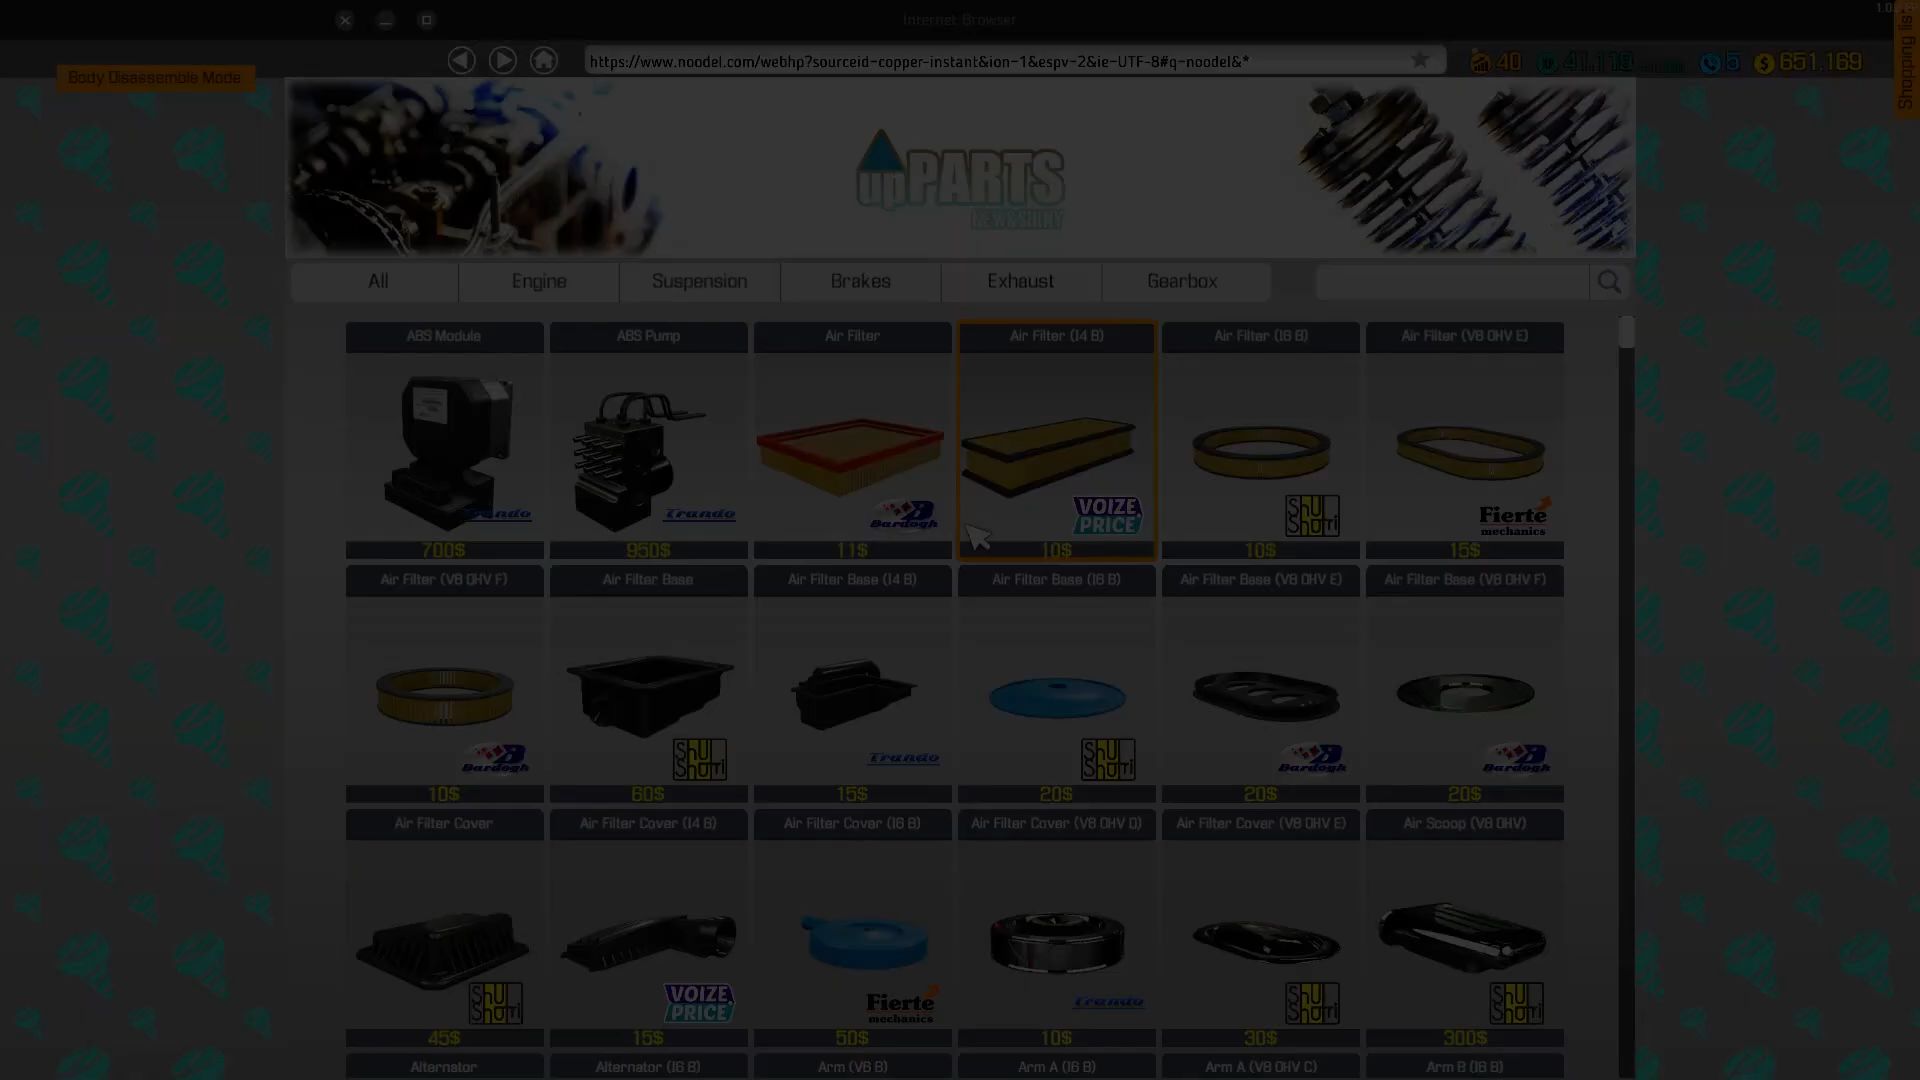 Internet Browser
Body Disassemble Mode
https://www.noodel.com/webhp?sourceid-copper-instant&ion-1&espv-2&ie-UTF-8#q-noodel&*
40
41.119
5
651.169
Shopping list
upPARTS
NEW&SHINY
All
Engine
Suspension
Brakes
Exhaust
Gearbox
ABS Module
ABS Pump
Air Filter
Air Filter (I4 B)
Air Filter (I6 B)
Air Filter (V8 OHV E)
Trando
Trando
Bardogh
VOIZE PRICE
Shu Shumi
Fierte mechanics
700$
950$
11$
10$
10$
15$
Air Filter (V8 OHV F)
Air Filter Base
Air Filter Base (I4 B)
Air Filter Base (I6 B)
Air Filter Base (V8 OHV E)
Air Filter Base (V8 OHV F)
Bardogh
Trando
Bardogh
Bardogh
10$
60$
15$
20$
20$
20$
Air Filter Cover
Air Filter Cover (I4 B)
Air Filter Cover (I6 B)
Air Filter Cover (V8 OHV D)
Air Filter Cover (V8 OHV E)
Air Scoop (V8 OHV)
VOIZE PRICE
Fierte mechanics
Trando
45$
15$
50$
10$
30$
300$
Alternator
Alternator (I6 B)
Arm (V8 B)
Arm A (I6 B)
Arm A (V8 OHV C)
Arm B (I6 B)